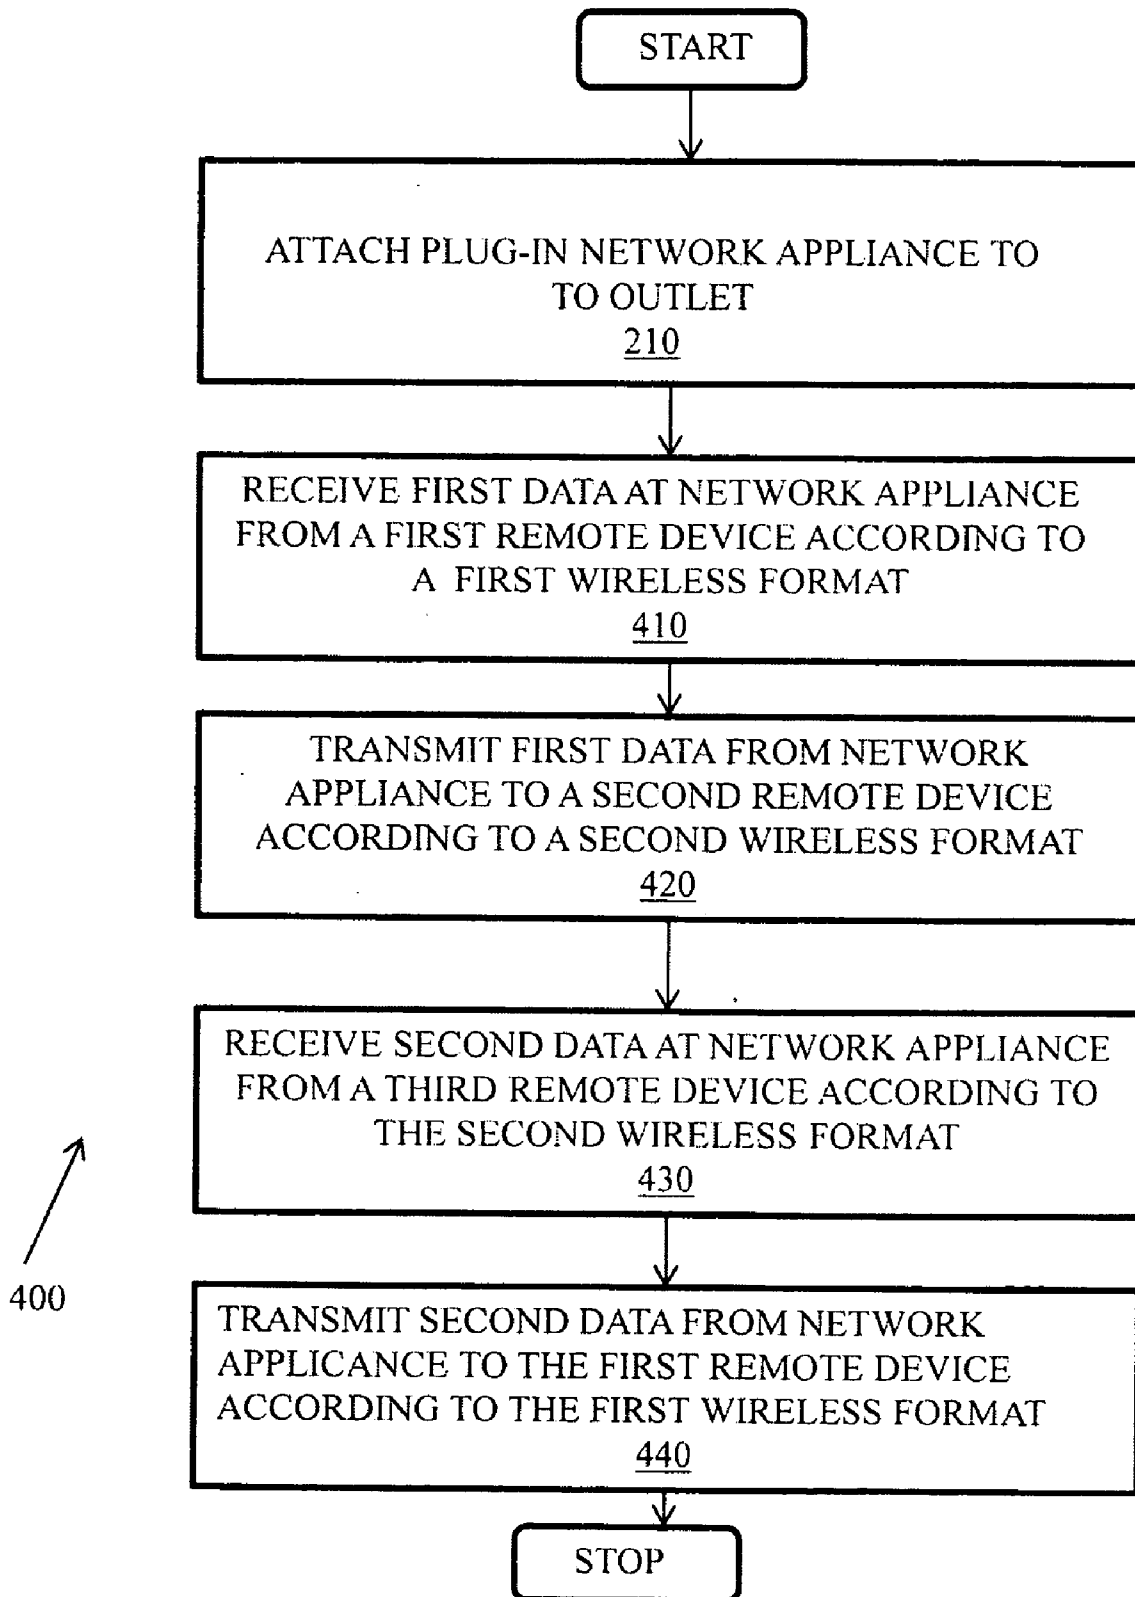 START
ATTACH PLUG-IN NETWORK APPLIANCE TO
TO OUTLET
210
RECEIVE FIRST DATA AT NETWORK APPLIANCE
FROM A FIRST REMOTE DEVICE ACCORDING TO
A FIRST WIRELESS FORMAT
410
TRANSMIT FIRST DATA FROM NETWORK
APPLIANCE TO A SECOND REMOTE DEVICE
ACCORDING TO A SECOND WIRELESS FORMAT
420
RECEIVE SECOND DATA AT NETWORK APPLIANCE
FROM A THIRD REMOTE DEVICE ACCORDING TO
THE SECOND WIRELESS FORMAT
430
400
TRANSMIT SECOND DATA FROM NETWORK
APPLICANCE TO THE FIRST REMOTE DEVICE
ACCORDING TO THE FIRST WIRELESS FORMAT
440
STOP